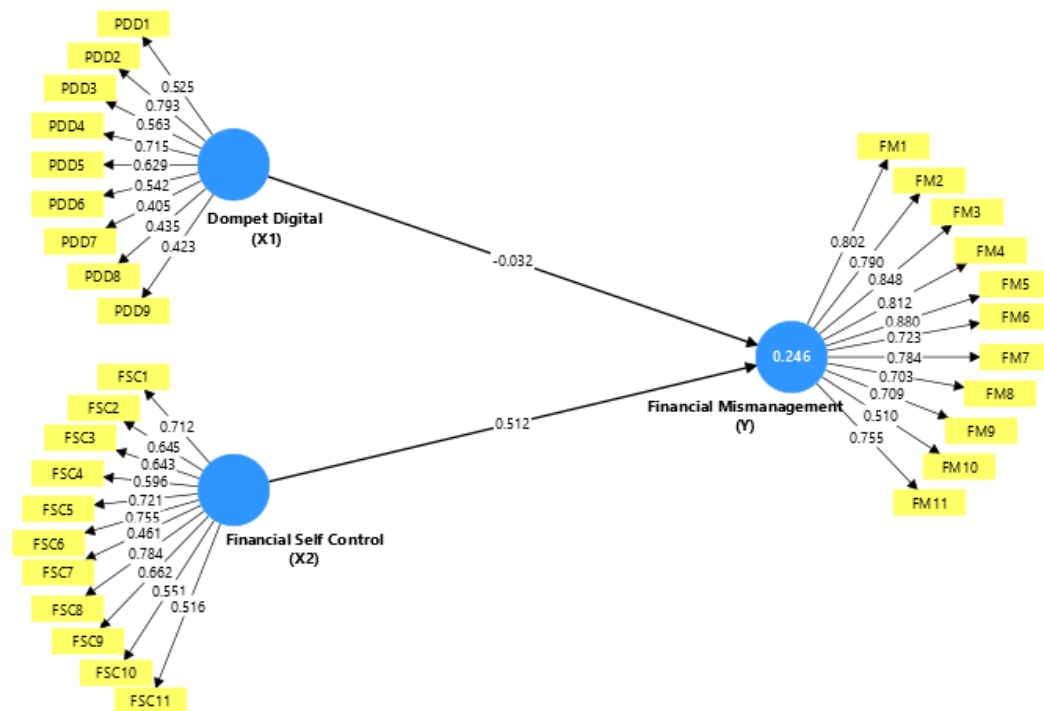 PDD1
PDD2
PDD3
PDD4
PDD5
PDD6
PDD7
PDD8
PDD9
0.525
0.793
0.563
0.715
0.629
0.542
0.405
0.435
0.423
Dompet Digital
(X1)
-0.032
FSC1
FSC2
FSC3
FSC4
FSC5
FSC6
FSC7
FSC8
FSC9
FSC10
FSC11
0.712
0.645
0.643
0.596
0.721
0.755
0.461
0.784
0.662
0.551
0.516
Financial Self Control
(X2)
0.512
0.246
Financial Mismanagement
(Y)
0.802
0.790
0.848
0.812
0.880
0.723
0.784
0.703
0.709
0.510
0.755
FM1
FM2
FM3
FM4
FM5
FM6
FM7
FM8
FM9
FM10
FM11